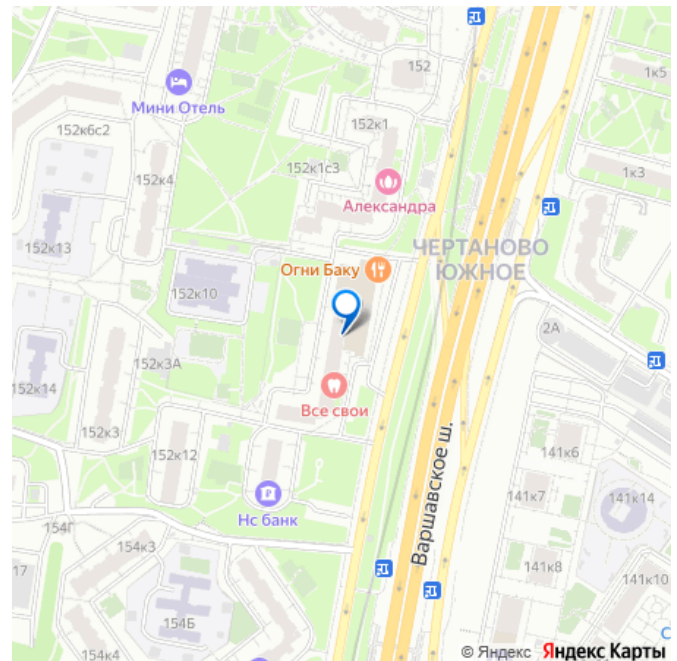 152
1к5
Мини Отель
152к1
152к6с2
152к1с3
1к3
152к4
Александра
ЧЕРТАНОВО
ЮЖНОЕ
152к13
Огни Баку
152к10
2А
152к3А
152к14
Все свои
152к3
152к12
Варшавское ш.
141к6
141к7
141к14
Нс банк
154Г
154к3
141к8
17
141к10
154Б
С
154к4
© Яндекс Яндекс Карты